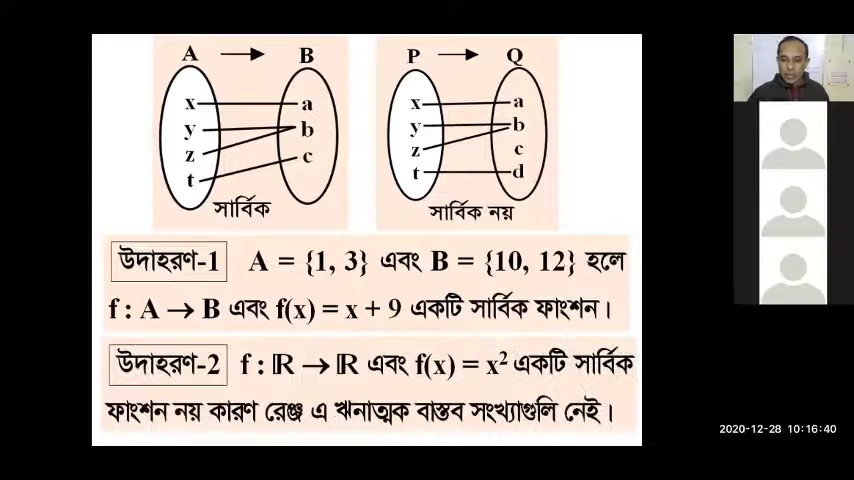 A → B
x a
y b
z c
t
সার্বিক
P → Q
x a
y b
z c
t d
সার্বিক নয়
উদাহরণ-1 A = {1, 3} এবং B = {10, 12} হলে
f : A → B এবং f(x) = x + 9 একটি সার্বিক ফাংশন।
উদাহরণ-2 f : ℝ → ℝ এবং f(x) = x² একটি সার্বিক
ফাংশন নয় কারণ রেঞ্জ এ ঋনাত্মক বাস্তব সংখ্যাগুলি নেই।
2020-12-28 10:16:40